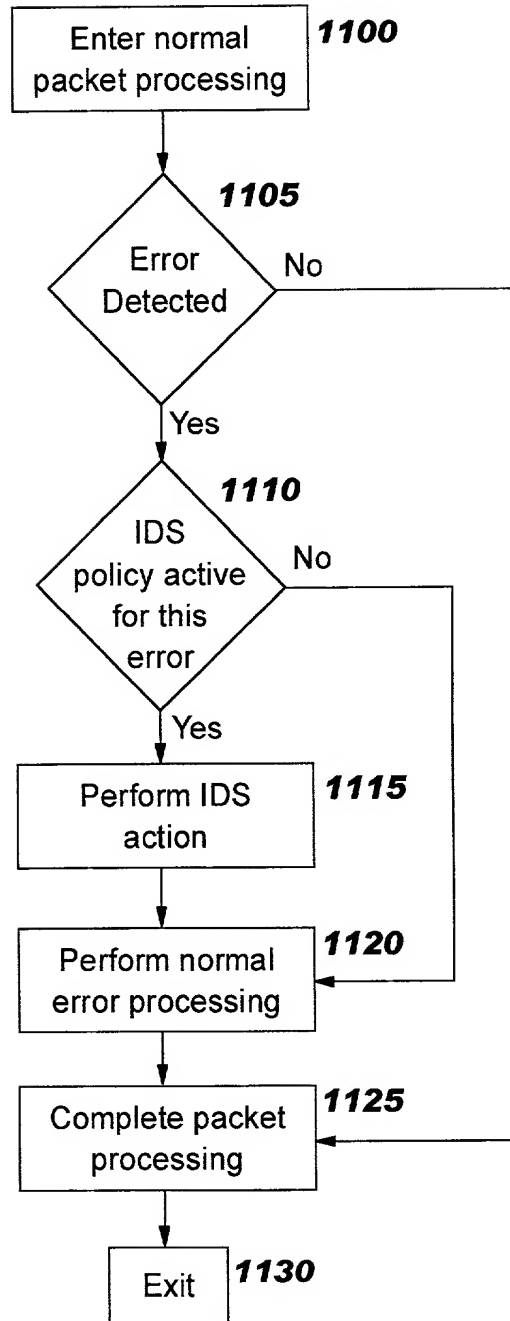 Enter normal
packet processing
1100
1105
Error
Detected
No
Yes
1110
IDS
policy active
for this
error
No
Yes
Perform IDS
action
1115
Perform normal
error processing
1120
Complete packet
processing
1125
Exit
1130